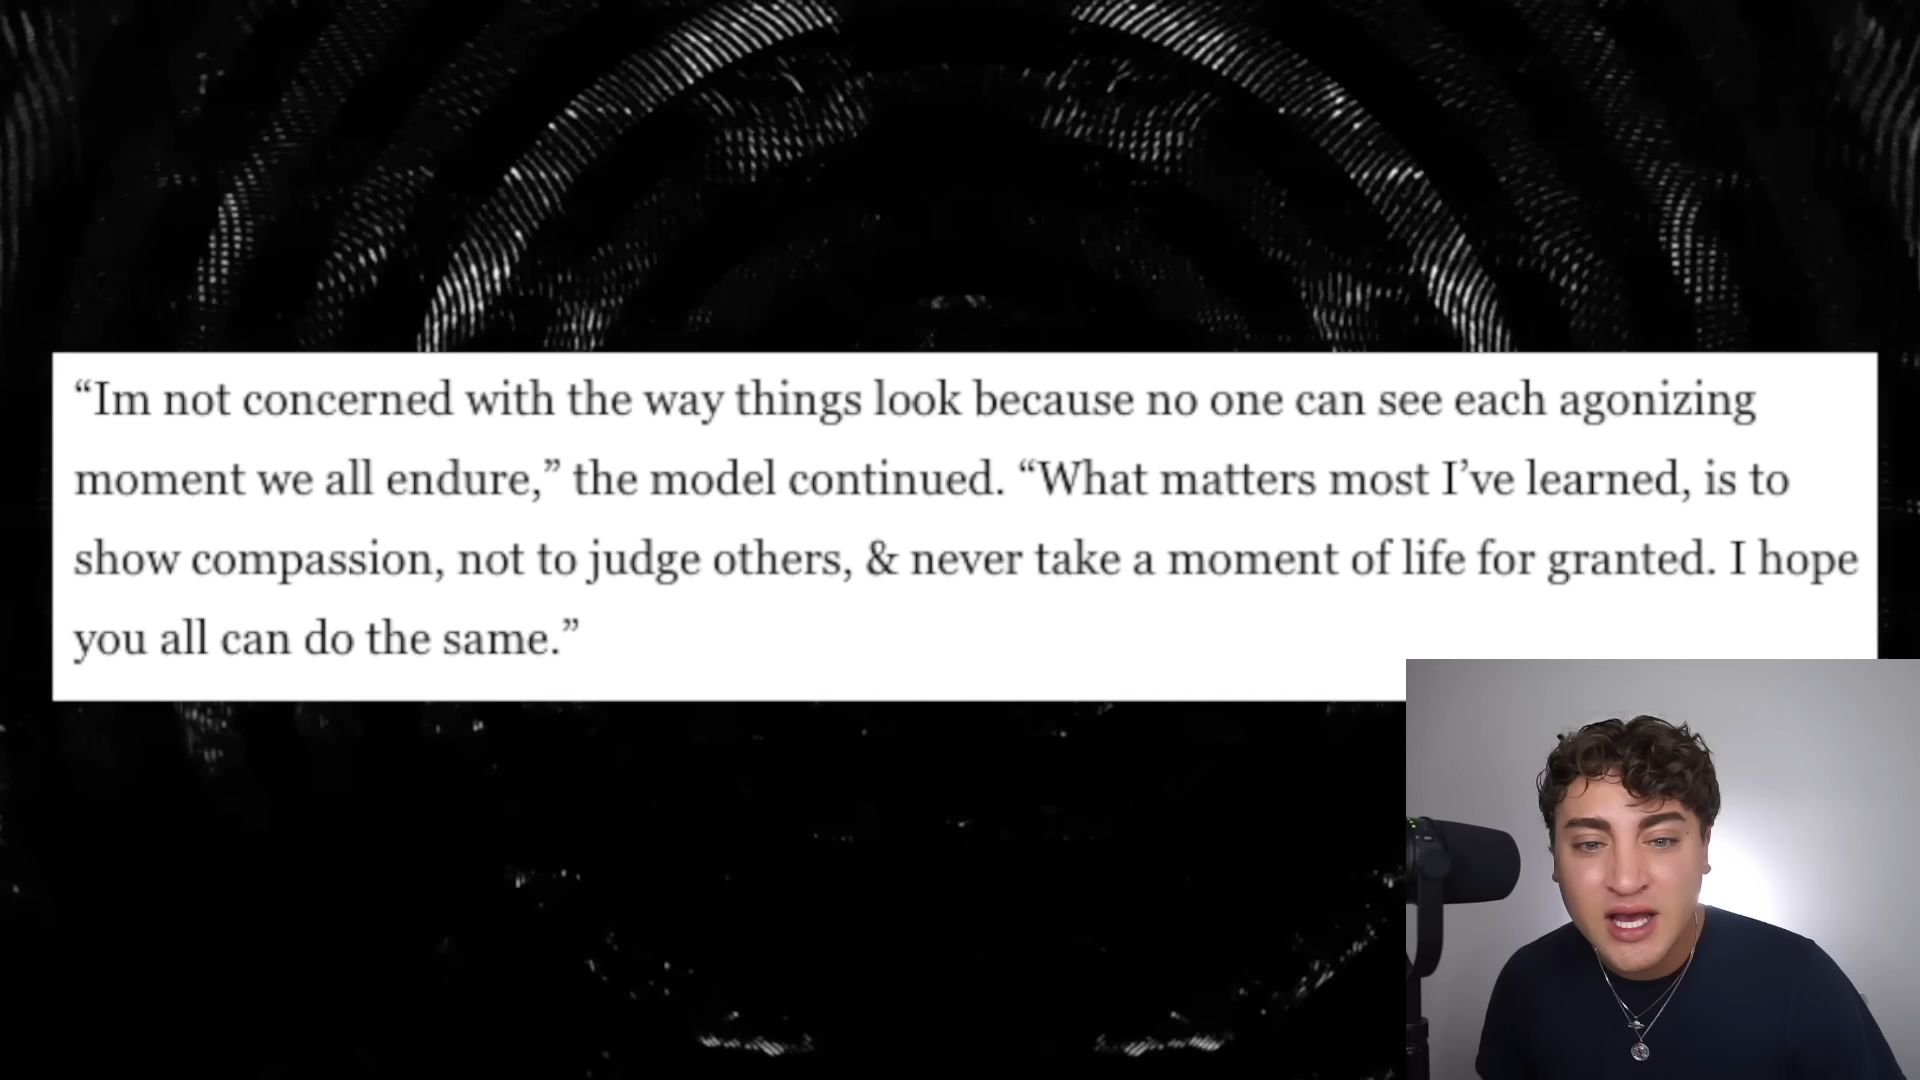 “Im not concerned with the way things look because no one can see each agonizing
moment we all endure,” the model continued. “What matters most I’ve learned, is to
show compassion, not to judge others, & never take a moment of life for granted. I hope
you all can do the same.”